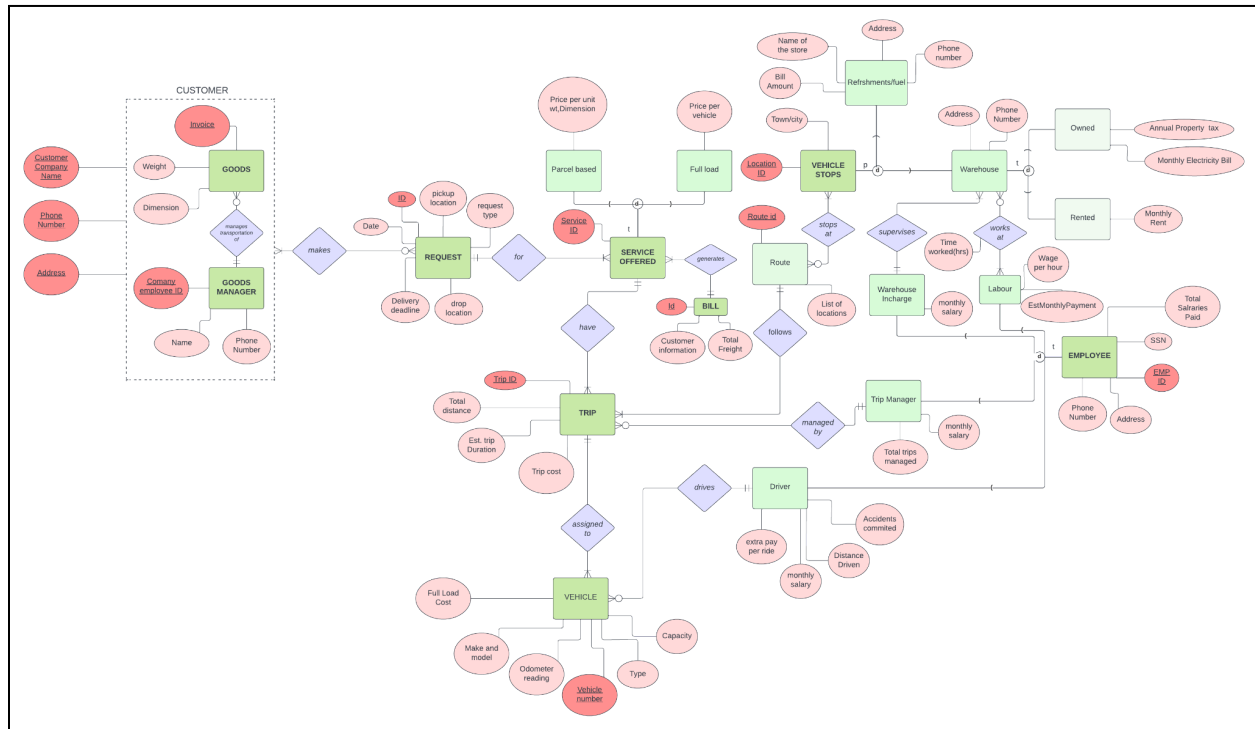 CUSTOMER
Invoice
Customer
Company
Name
Weight
GOODS
Dimension
Phone
Number
manages
transportation
of
Address
Comany
employee ID
GOODS
MANAGER
Name
Phone
Number
makes
ID
pickup
location
request
type
Date
REQUEST
Delivery
deadline
drop
location
for
Price per unit
wt,Dimension
Price per
vehicle
Parcel based
Full load
d
t
Service
ID
SERVICE
OFFERED
generates
Id
BILL
Customer
information
Total
Freight
have
Trip ID
Total
distance
TRIP
Est. trip
Duration
Trip cost
assigned
to
Full Load
Cost
VEHICLE
Make and
model
Odometer
reading
Vehicle
number
Type
Capacity
Name of
the store
Address
Phone
number
Bill
Amount
Refrshments/fuel
Town/city
Location
ID
VEHICLE
STOPS
p
d
Address
Phone
Number
Warehouse
t
d
Owned
Annual Property tax
Monthly Electricity Bill
Rented
Monthly
Rent
Route id
stops
at
Route
List of
locations
follows
supervises
works
at
Time
worked(hrs)
Wage
per hour
Warehouse
Incharge
monthly
salary
Labour
EstMonthlyPayment
Total
Salraries
Paid
t
d
EMPLOYEE
SSN
EMP
ID
Phone
Number
Address
managed
by
Trip Manager
monthly
salary
Total trips
managed
drives
Driver
extra pay
per ride
monthly
salary
Distance
Driven
Accidents
commited